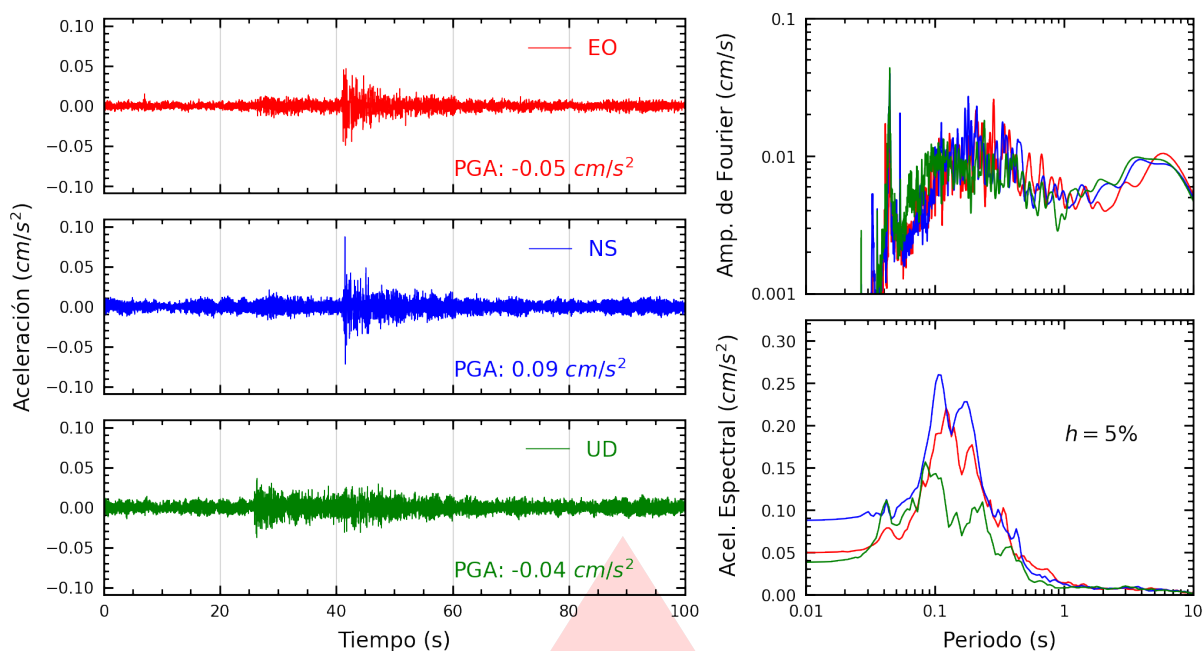 0.10
0.05
0.00
−0.05
−0.10
EO
PGA: -0.05 cm/s²
0.10
0.05
0.00
−0.05
−0.10
NS
PGA: 0.09 cm/s²
0.10
0.05
0.00
−0.05
−0.10
UD
PGA: -0.04 cm/s²
0
20
40
60
80
100
Tiempo (s)
Aceleración (cm/s²)
0.1
0.01
0.001
Amp. de Fourier (cm/s)
0.30
0.25
0.20
0.15
0.10
0.05
0.00
Acel. Espectral (cm/s²)
h = 5%
0.01
0.1
1
10
Periodo (s)